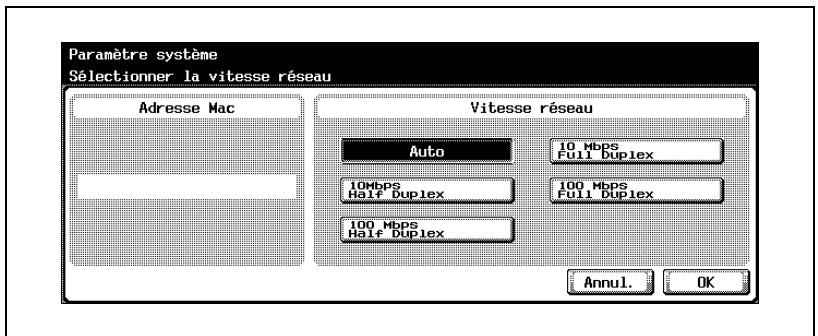 Paramètre système
Sélectionner la vitesse réseau
Adresse Mac
Vitesse réseau
Auto
10 Mbps
Full Duplex
10Mbps
Half Duplex
100 Mbps
Full Duplex
100 Mbps
Half Duplex
Annul.
OK